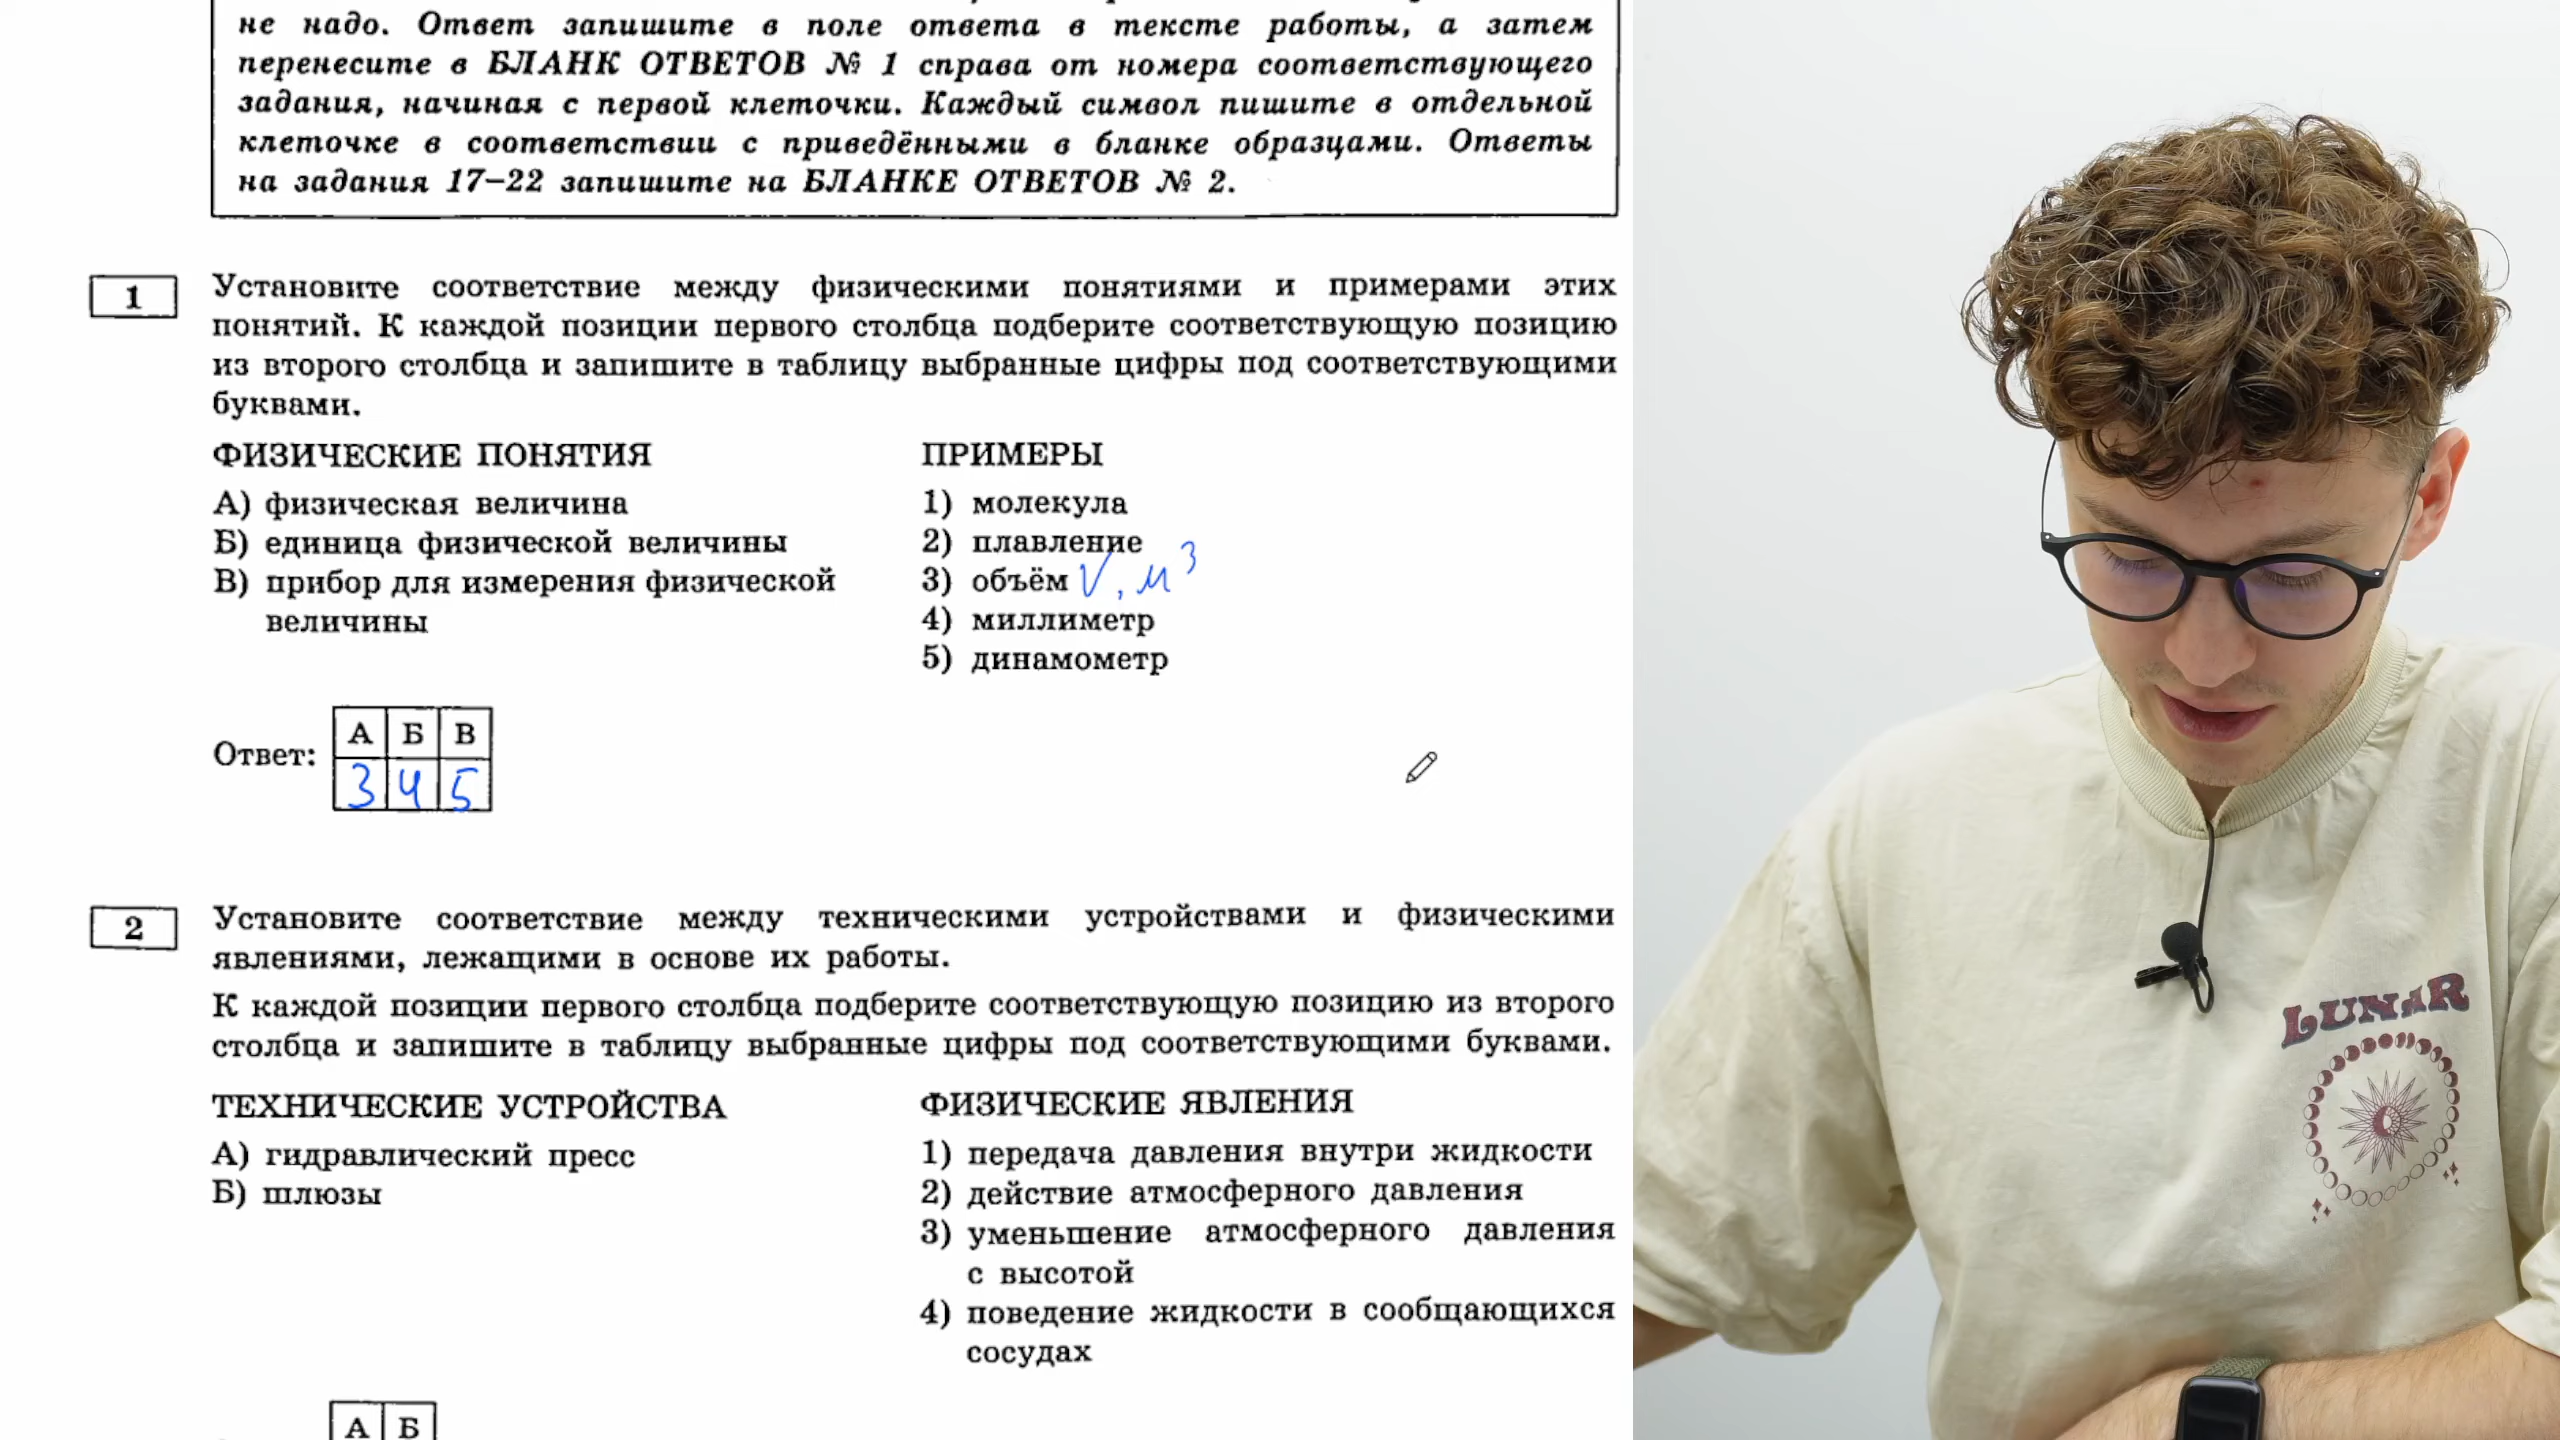 не надо. Ответ запишите в поле ответа в тексте работы, а затем
перенесите в БЛАНК ОТВЕТОВ № 1 справа от номера соответствующего
задания, начиная с первой клеточки. Каждый символ пишите в отдельной
клеточке в соответствии с приведёнными в бланке образцами. Ответы
на задания 17–22 запишите на БЛАНКЕ ОТВЕТОВ № 2.
1
Установите соответствие между физическими понятиями и примерами этих
понятий. К каждой позиции первого столбца подберите соответствующую позицию
из второго столбца и запишите в таблицу выбранные цифры под соответствующими
буквами.
ФИЗИЧЕСКИЕ ПОНЯТИЯ
А) физическая величина
Б) единица физической величины
В) прибор для измерения физической
величины
ПРИМЕРЫ
1) молекула
2) плавление
3) объём V, м³
4) миллиметр
5) динамометр
Ответ:
А Б В
3 4 5
2
Установите соответствие между техническими устройствами и физическими
явлениями, лежащими в основе их работы.
К каждой позиции первого столбца подберите соответствующую позицию из второго
столбца и запишите в таблицу выбранные цифры под соответствующими буквами.
ТЕХНИЧЕСКИЕ УСТРОЙСТВА
А) гидравлический пресс
Б) шлюзы
ФИЗИЧЕСКИЕ ЯВЛЕНИЯ
1) передача давления внутри жидкости
2) действие атмосферного давления
3) уменьшение атмосферного давления
с высотой
4) поведение жидкости в сообщающихся
сосудах
А Б
LUNAR